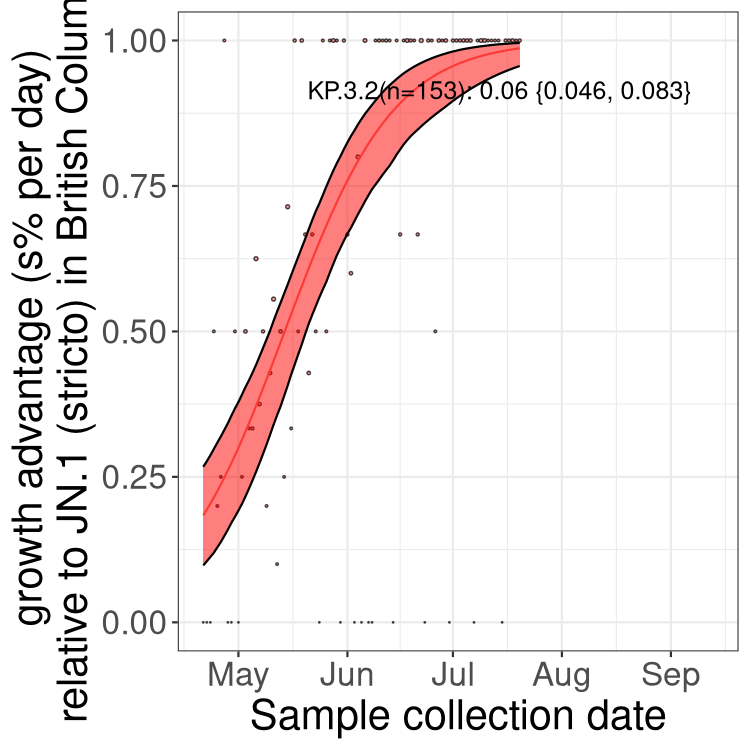 growth advantage (s% per day)
relative to JN.1 (stricto) in British Colum
1.00
0.75
0.50
0.25
0.00
KP.3.2(n=153): 0.06 {0.046, 0.083}
May Jun Jul Aug Sep
Sample collection date